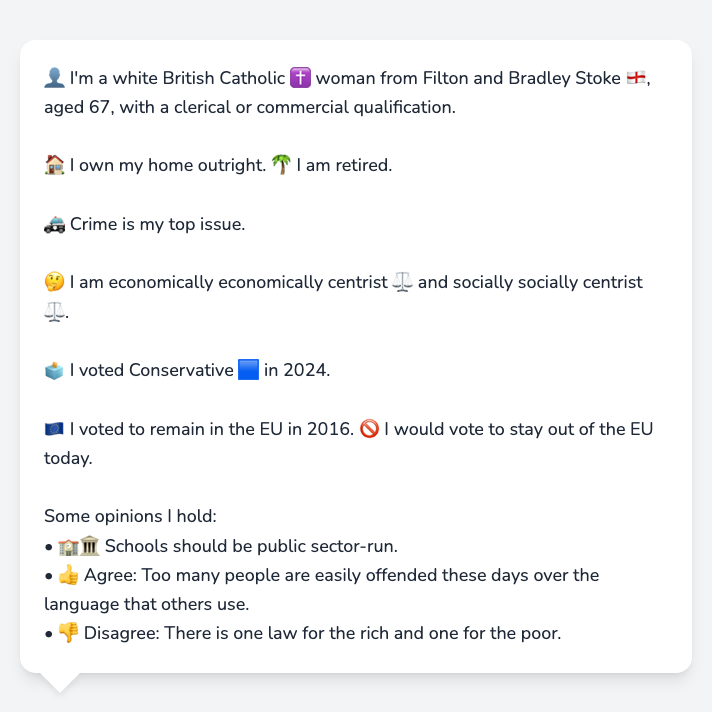 👤 I'm a white British Catholic ✝️ woman from Filton and Bradley Stoke 🏴󠁧󠁢󠁥󠁮󠁧󠁿,
aged 67, with a clerical or commercial qualification.
🏠 I own my home outright. 🌴 I am retired.
🚓 Crime is my top issue.
🤔 I am economically economically centrist ⚖️ and socially socially centrist
⚖️.
🗳️ I voted Conservative 🟦 in 2024.
🇪🇺 I voted to remain in the EU in 2016. 🚫 I would vote to stay out of the EU
today.
Some opinions I hold:
• 🏫🏛️ Schools should be public sector-run.
• 👍 Agree: Too many people are easily offended these days over the
language that others use.
• 👎 Disagree: There is one law for the rich and one for the poor.